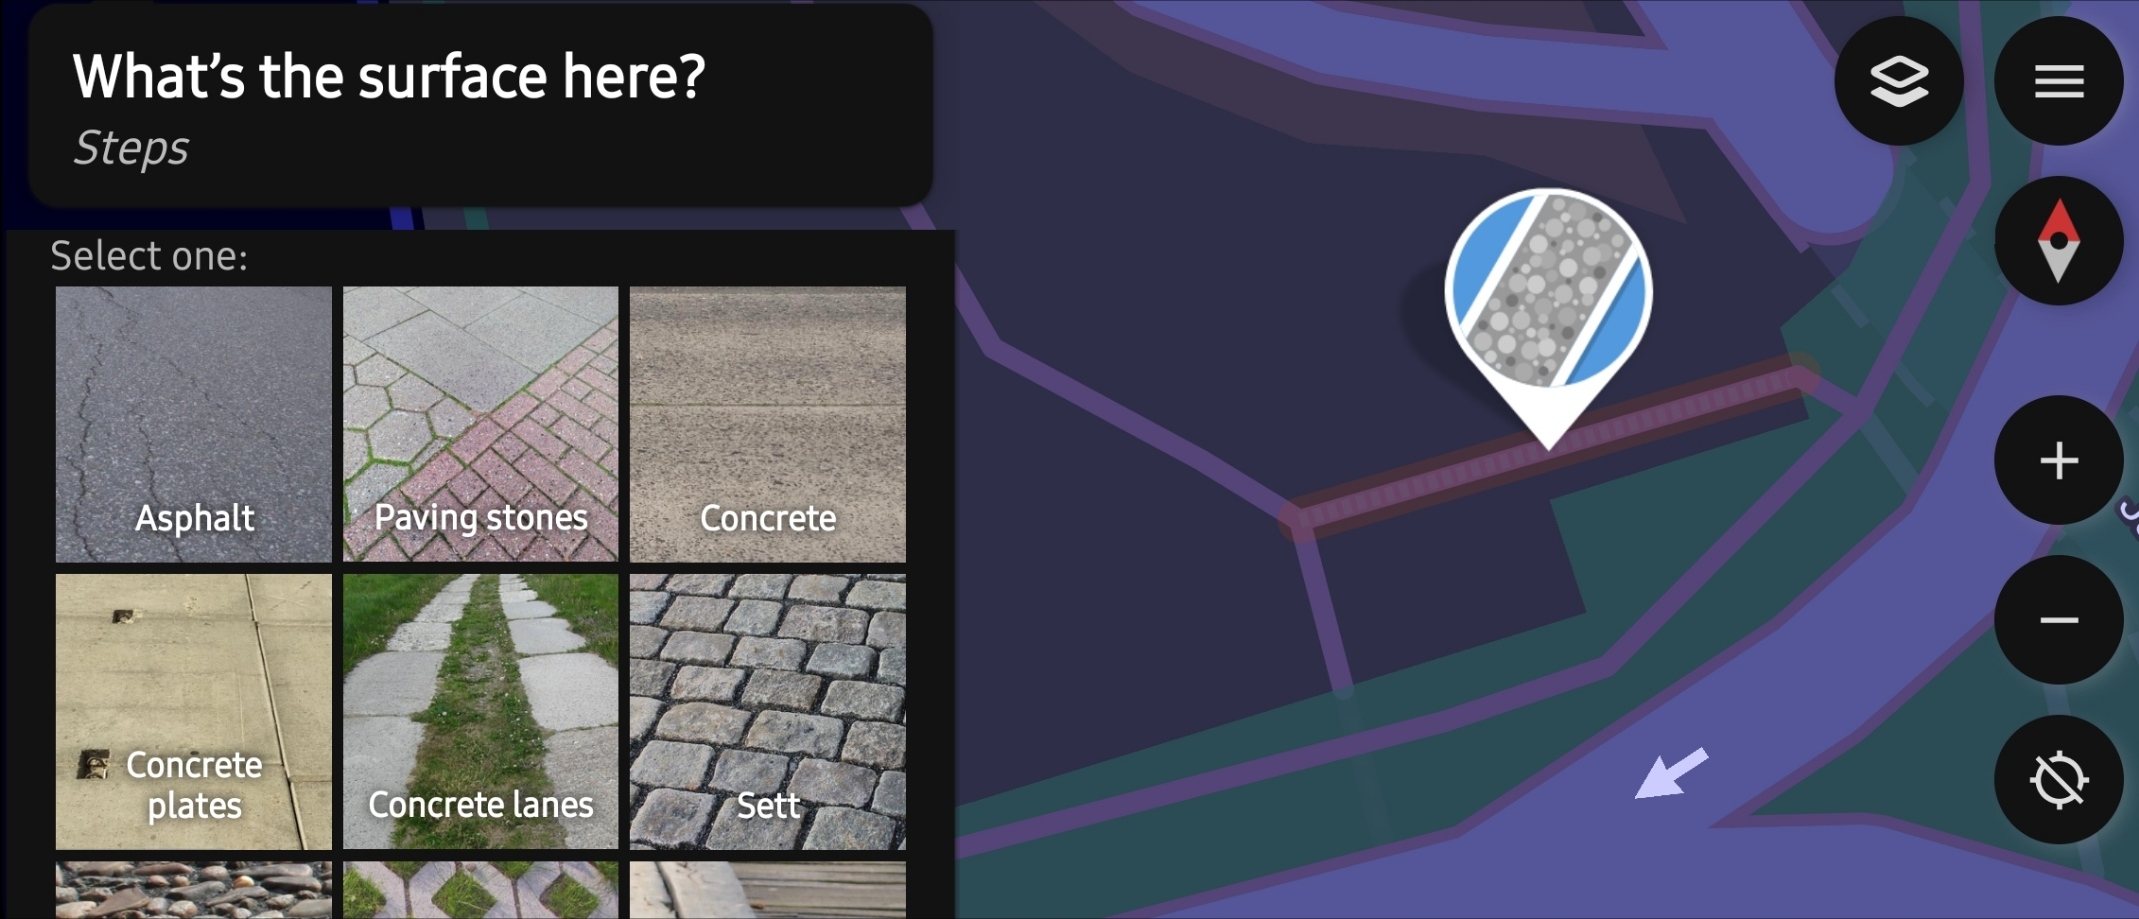 What's the surface here?
Steps
Select one:
Asphalt
Paving stones
Concrete
Concrete
plates
Concrete lanes
Sett